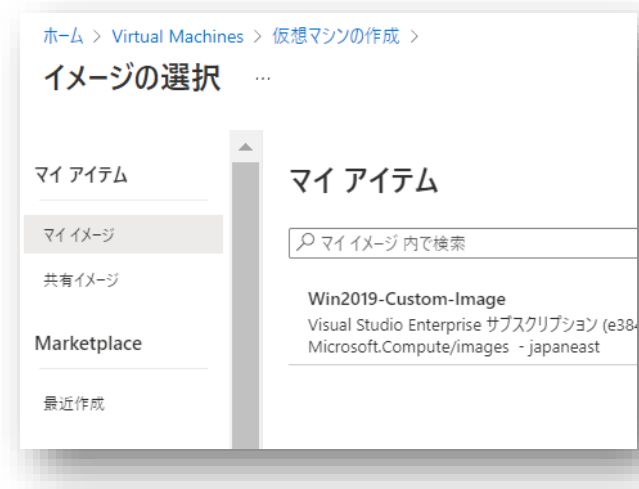 ホーム > Virtual Machines > 仮想マシンの作成 >
イメージの選択 …
マイ アイテム
マイ イメージ
共有イメージ
Marketplace
最近作成
マイ アイテム
マイ イメージ 内で検索
Win2019-Custom-Image
Visual Studio Enterprise サブスクリプション (e384
Microsoft.Compute/images - japaneast